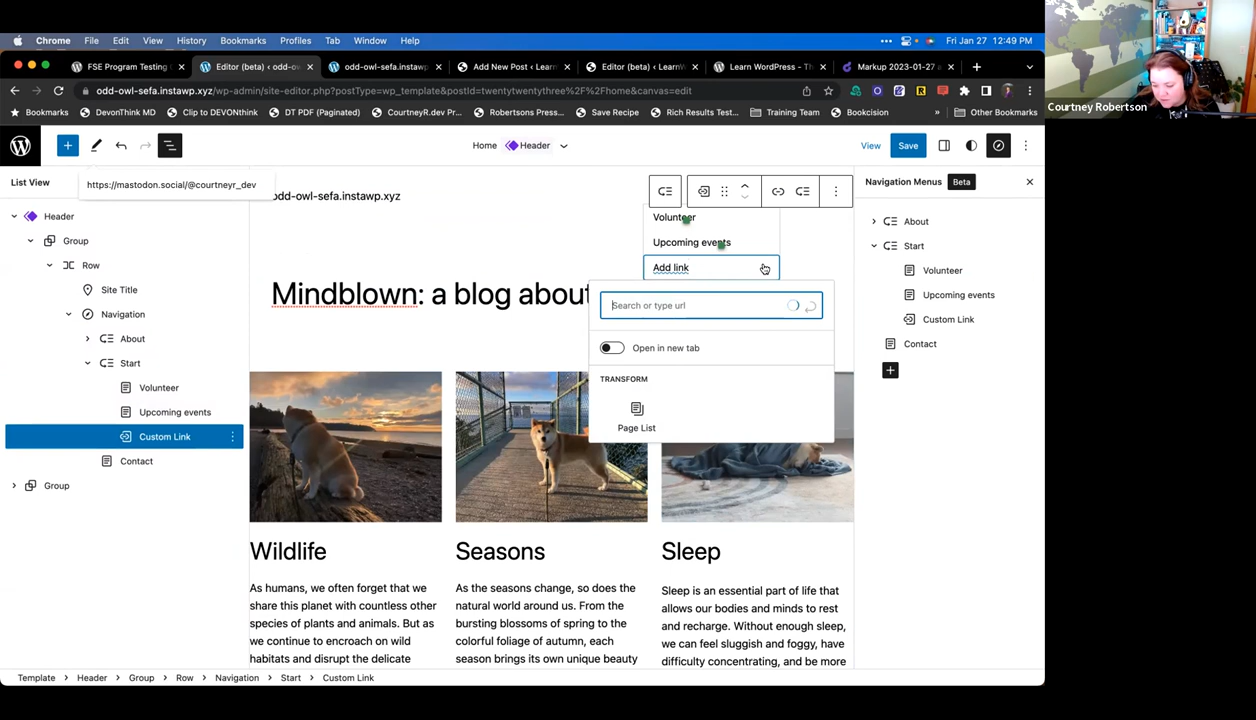 Chrome File Edit View History Bookmarks Profiles Tab Window Help
Fri Jan 27 12:49 PM
FSE Program Testing
Editor (beta) ‹ odd-ow
odd-owl-sefa.instawp.
Add New Post ‹ Learn
Editor (beta) ‹ LearnW
Learn WordPress - Th
Markup 2023-01-27
odd-owl-sefa.instawp.xyz/wp-admin/site-editor.php?postType=wp_template&postId=twentytwentythree%2F%2Fhome&canvas=edit
Bookmarks
DevonThink MD
Clip to DEVONthink
DT PDF (Paginated)
CourtneyR.dev Pr...
Robertsons Press...
Save Recipe
Rich Results Test...
Training Team
Bookcision
»
Other Bookmarks
Courtney Robertson
Home
Header
View
Save
https://mastodon.social/@courtneyr_dev
List View
Header
Group
Row
Site Title
Navigation
About
Start
Volunteer
Upcoming events
Custom Link
Contact
Group
odd-owl-sefa.instawp.xyz
Volunteer
Upcoming events
Add link
Search or type url
Open in new tab
TRANSFORM
Page List
Mindblown: a blog about
Wildlife
As humans, we often forget that we
share this planet with countless other
species of plants and animals. But as
we continue to encroach on wild
habitats and disrupt the delicate
Seasons
As the seasons change, so does the
natural world around us. From the
bursting blossoms of spring to the
colorful foliage of autumn, each
season brings its own unique beauty
Sleep
Sleep is an essential part of life that
allows our bodies and minds to rest
and recharge. Without enough sleep,
we can feel sluggish and foggy, have
difficulty concentrating, and be more
Navigation Menus
Beta
About
Start
Volunteer
Upcoming events
Custom Link
Contact
Template > Header > Group > Row > Navigation > Start > Custom Link